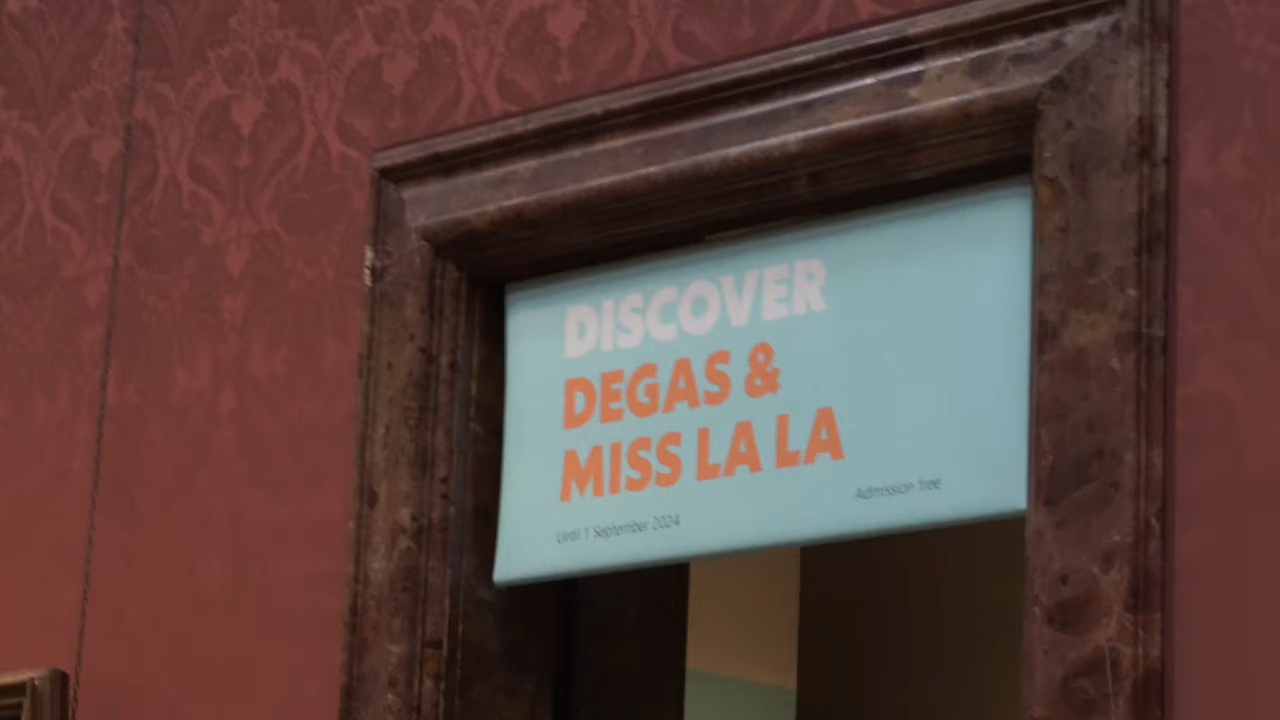 DISCOVER
DEGAS &
MISS LA LA
Until 1 September 2024
Admission free